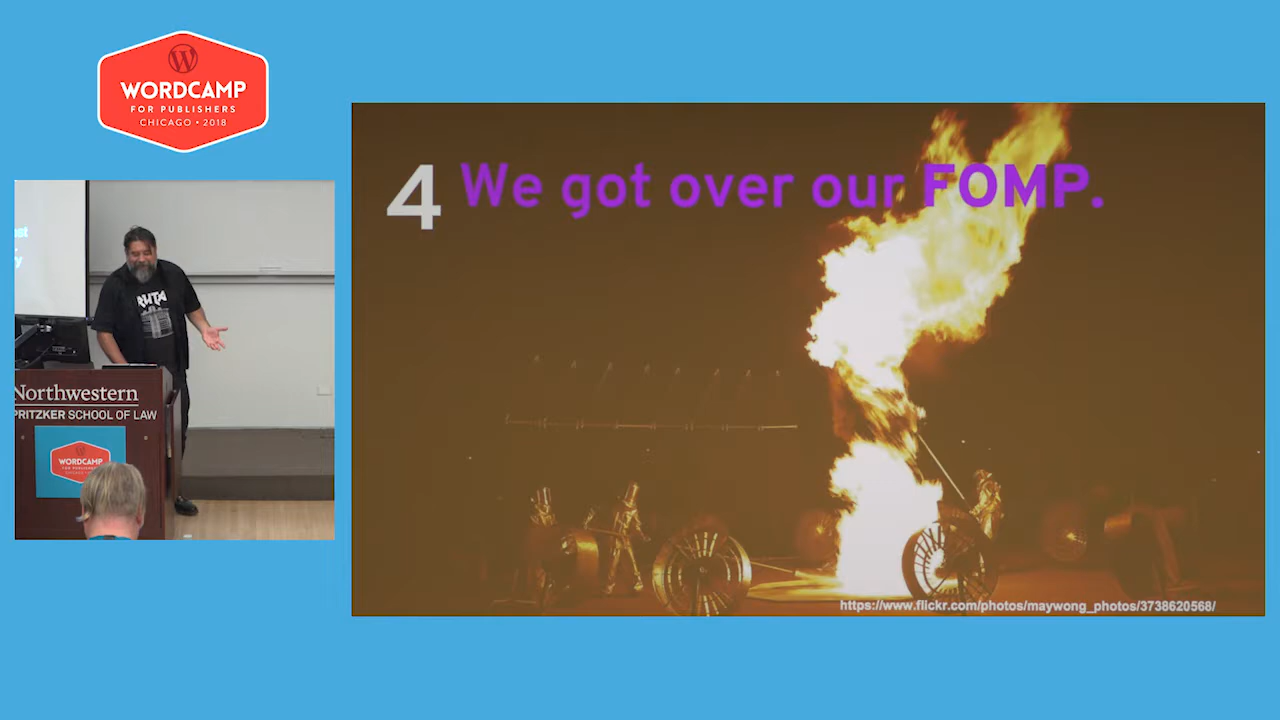 WORDCAMP
FOR PUBLISHERS
CHICAGO • 2018
4 We got over our FOMP.
https://www.flickr.com/photos/maywong_photos/3738620568/
Northwestern
PRITZKER SCHOOL OF LAW
WORDCAMP